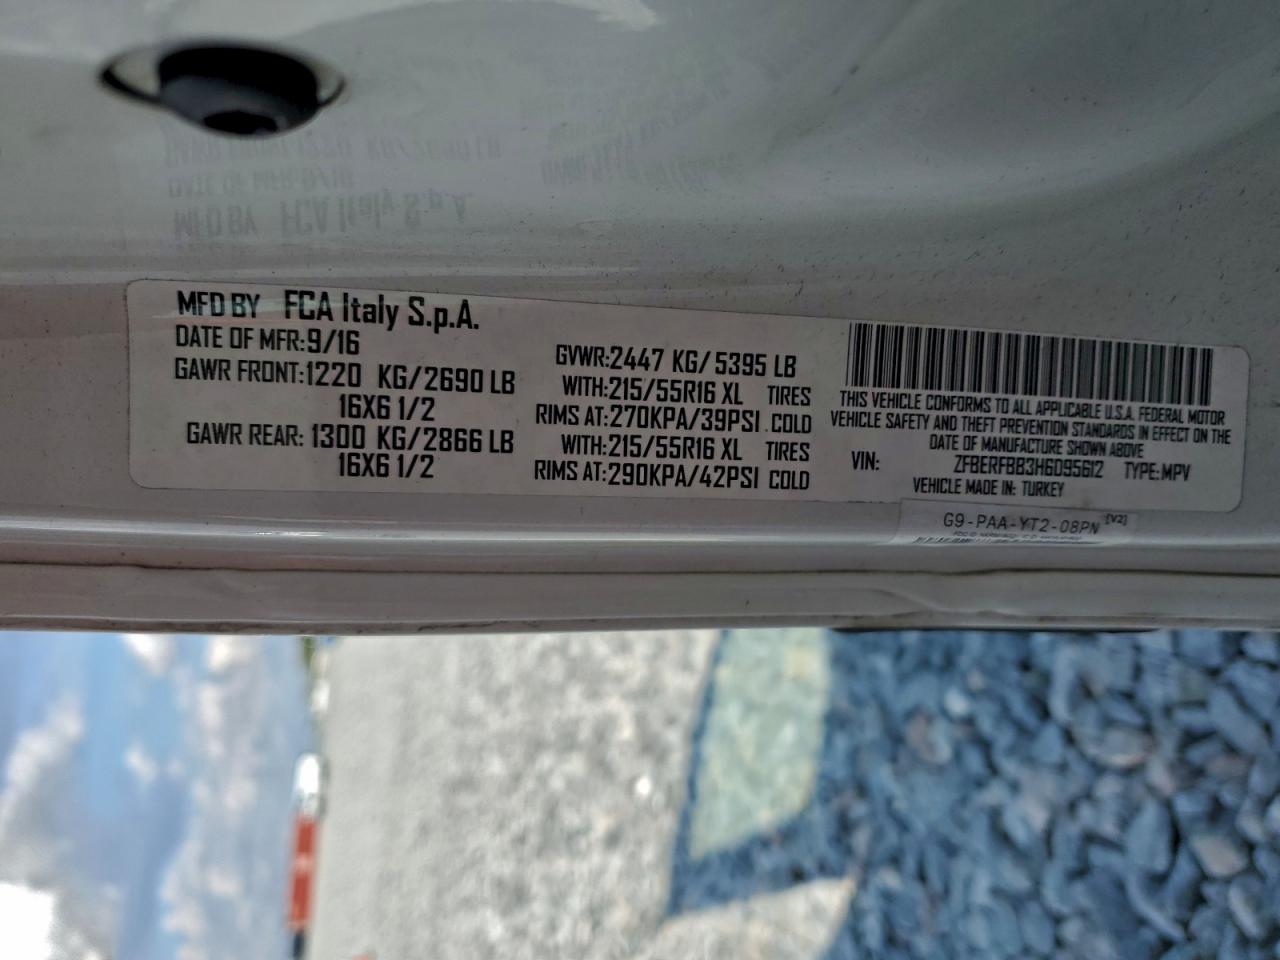 MFD BY FCA Italy S.p.A.
DATE OF MFR:9/16
GAWR FRONT:1220 KG/2690 LB
16X6 1/2
GAWR REAR: 1300 KG/2866 LB
16X6 1/2
GVWR:2447 KG/5395 LB
WITH:215/55R16 XL TIRES
RIMS AT:270KPA/39PSI COLD
WITH:215/55R16 XL TIRES
RIMS AT:290KPA/42PSI COLD
THIS VEHICLE CONFORMS TO ALL APPLICABLE U.S.A. FEDERAL MOTOR
VEHICLE SAFETY AND THEFT PREVENTION STANDARDS IN EFFECT ON THE
DATE OF MANUFACTURE SHOWN ABOVE
VIN: ZFBERFBB3H6D95612 TYPE:MPV
VEHICLE MADE IN: TURKEY
G9-PAA-YT2-08PN [V2]